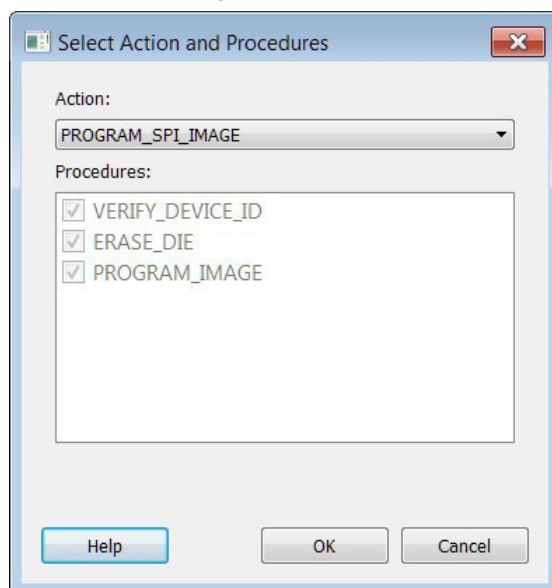 Select Action and Procedures
Action:
PROGRAM_SPI_IMAGE
Procedures:
VERIFY_DEVICE_ID
ERASE_DIE
PROGRAM_IMAGE
Help OK Cancel